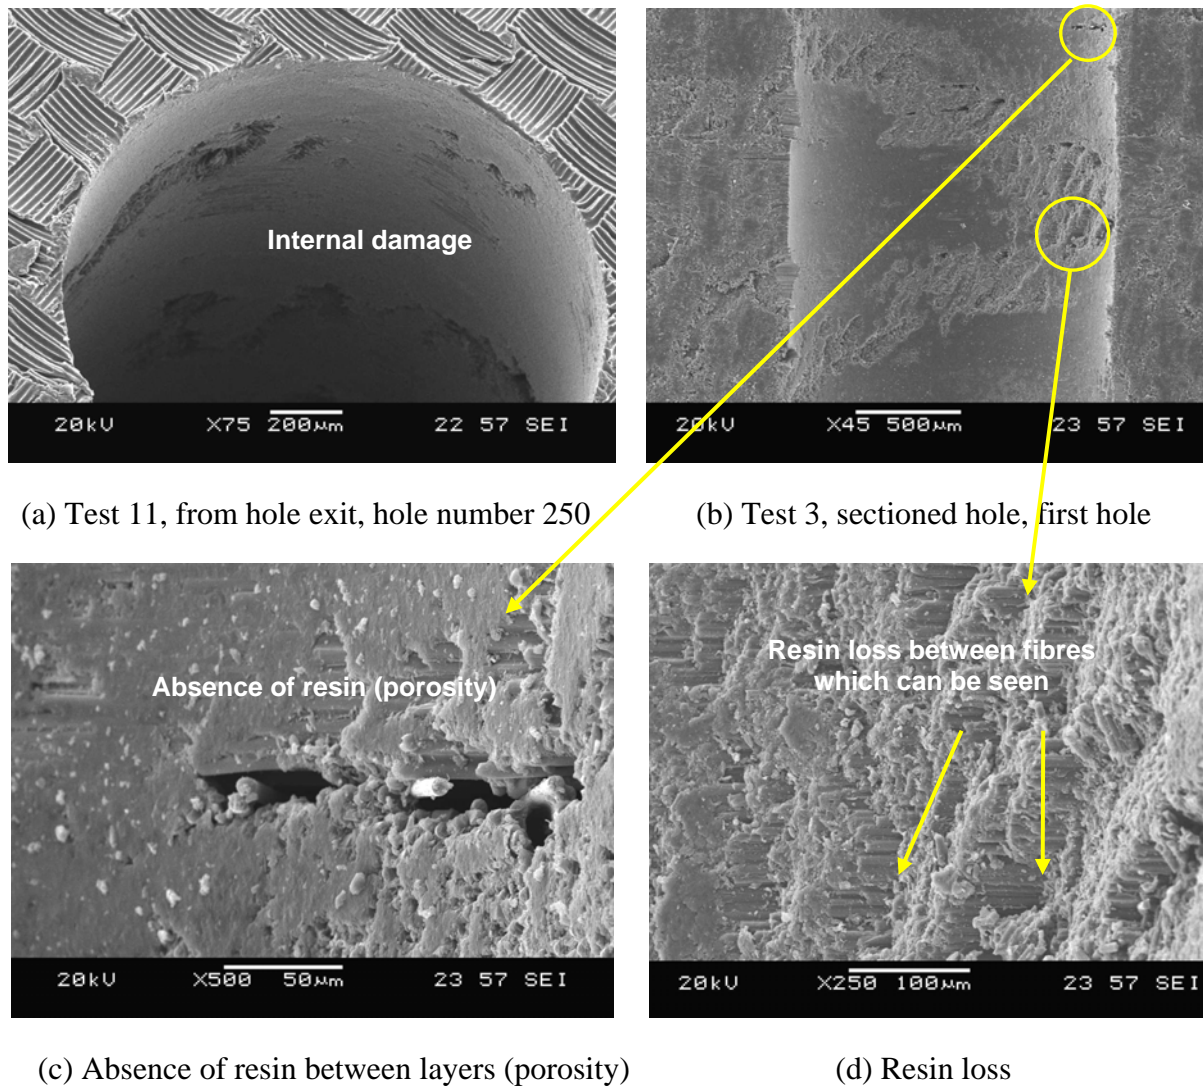 Internal damage
20kV X75 200µm 22 57 SEI
20kV X45 500µm 23 57 SEI
(a) Test 11, from hole exit, hole number 250
(b) Test 3, sectioned hole, first hole
Absence of resin (porosity)
Resin loss between fibres
which can be seen
20kV X500 50µm 23 57 SEI
20kV X250 100µm 23 57 SEI
(c) Absence of resin between layers (porosity)
(d) Resin loss